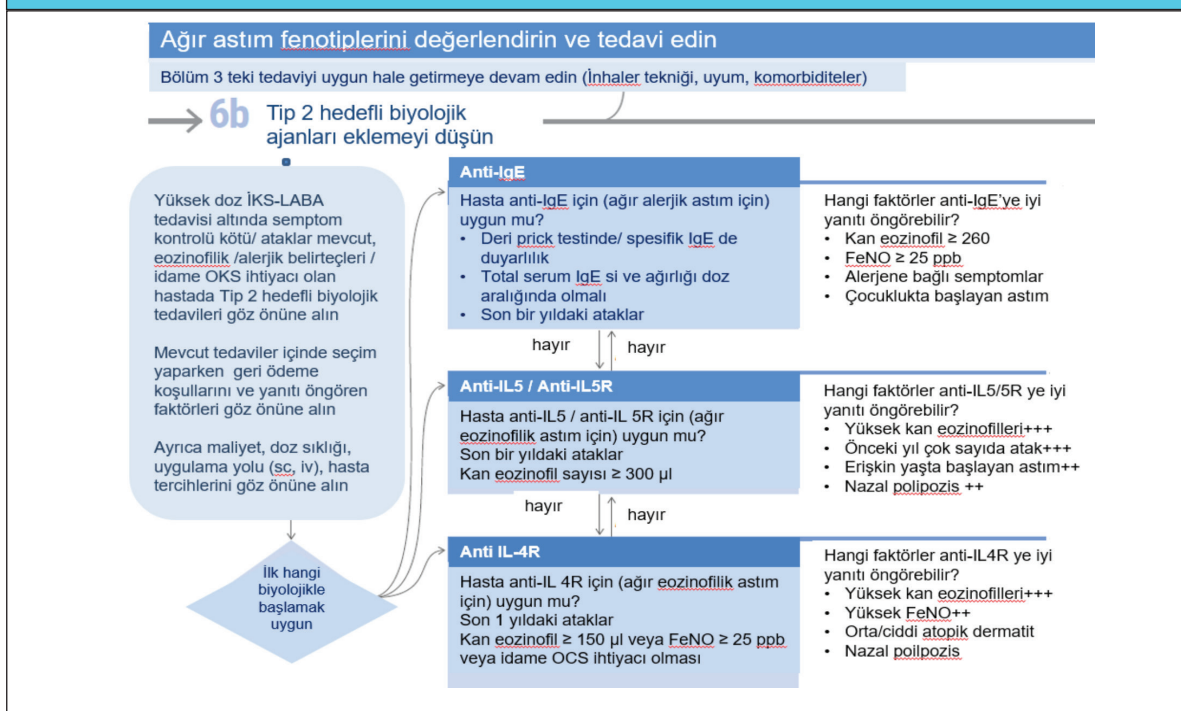 Ağır astım fenotiplerini değerlendirin ve tedavi edin
Bölüm 3 teki tedaviyi uygun hale getirmeye devam edin (İnhaler tekniği, uyum, komorbiditeler)
6b
Tip 2 hedefli biyolojik
ajanları eklemeyi düşün
Yüksek doz İKS-LABA
tedavisi altında semptom
kontrolü kötü/ ataklar mevcut,
eozinofilik /alerjik belirteçleri /
idame OKS ihtiyacı olan
hastada Tip 2 hedefli biyolojik
tedavileri göz önüne alın
Mevcut tedaviler içinde seçim
yaparken geri ödeme
koşullarını ve yanıtı öngören
faktörleri göz önüne alın
Ayrıca maliyet, doz sıklığı,
uygulama yolu (sc, iv), hasta
tercihlerini göz önüne alın
İlk hangi
biyolojikle
başlamak
uygun
Anti-IgE
Hasta anti-IgE için (ağır alerjik astım için)
uygun mu?
• Deri prick testinde/ spesifik IgE de
duyarlılık
• Total serum IgE si ve ağırlığı doz
aralığında olmalı
• Son bir yıldaki ataklar
Hangi faktörler anti-IgE'ye iyi
yanıtı öngörebilir?
• Kan eozinofil ≥ 260
• FeNO ≥ 25 ppb
• Alerjene bağlı semptomlar
• Çocuklukta başlayan astım
hayır
hayır
Anti-IL5 / Anti-IL5R
Hasta anti-IL5 / anti-IL 5R için (ağır
eozinofilik astım için) uygun mu?
Son bir yıldaki ataklar
Kan eozinofil sayısı ≥ 300 µl
Hangi faktörler anti-IL5/5R ye iyi
yanıtı öngörebilir?
• Yüksek kan eozinofilleri+++
• Önceki yıl çok sayıda atak+++
• Erişkin yaşta başlayan astım++
• Nazal polipozis ++
hayır
hayır
Anti IL-4R
Hasta anti-IL 4R için (ağır eozinofilik astım
için) uygun mu?
Son 1 yıldaki ataklar
Kan eozinofil ≥ 150 µl veya FeNO ≥ 25 ppb
veya idame OCS ihtiyacı olması
Hangi faktörler anti-IL4R ye iyi
yanıtı öngörebilir?
• Yüksek kan eozinofilleri+++
• Yüksek FeNO++
• Orta/ciddi atopik dermatit
• Nazal poilpozis